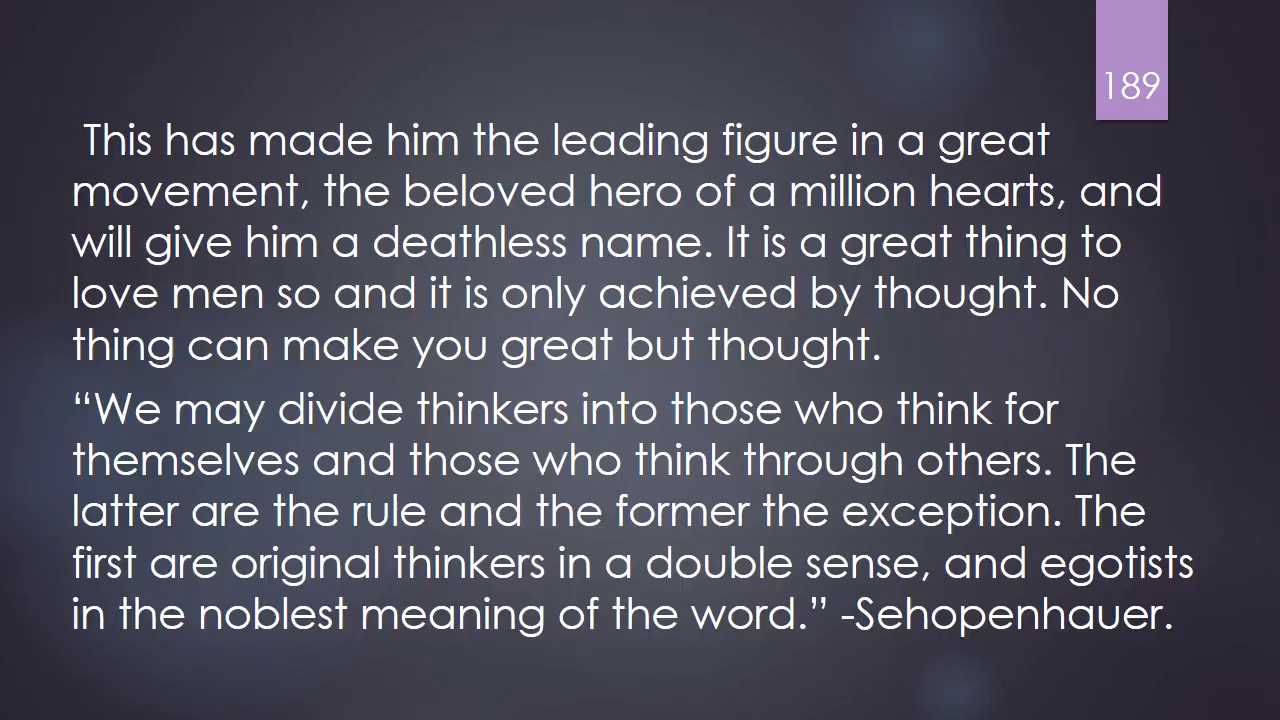 189
This has made him the leading figure in a great
movement, the beloved hero of a million hearts, and
will give him a deathless name. It is a great thing to
love men so and it is only achieved by thought. No
thing can make you great but thought.
“We may divide thinkers into those who think for
themselves and those who think through others. The
latter are the rule and the former the exception. The
first are original thinkers in a double sense, and egotists
in the noblest meaning of the word.” -Sehopenhauer.